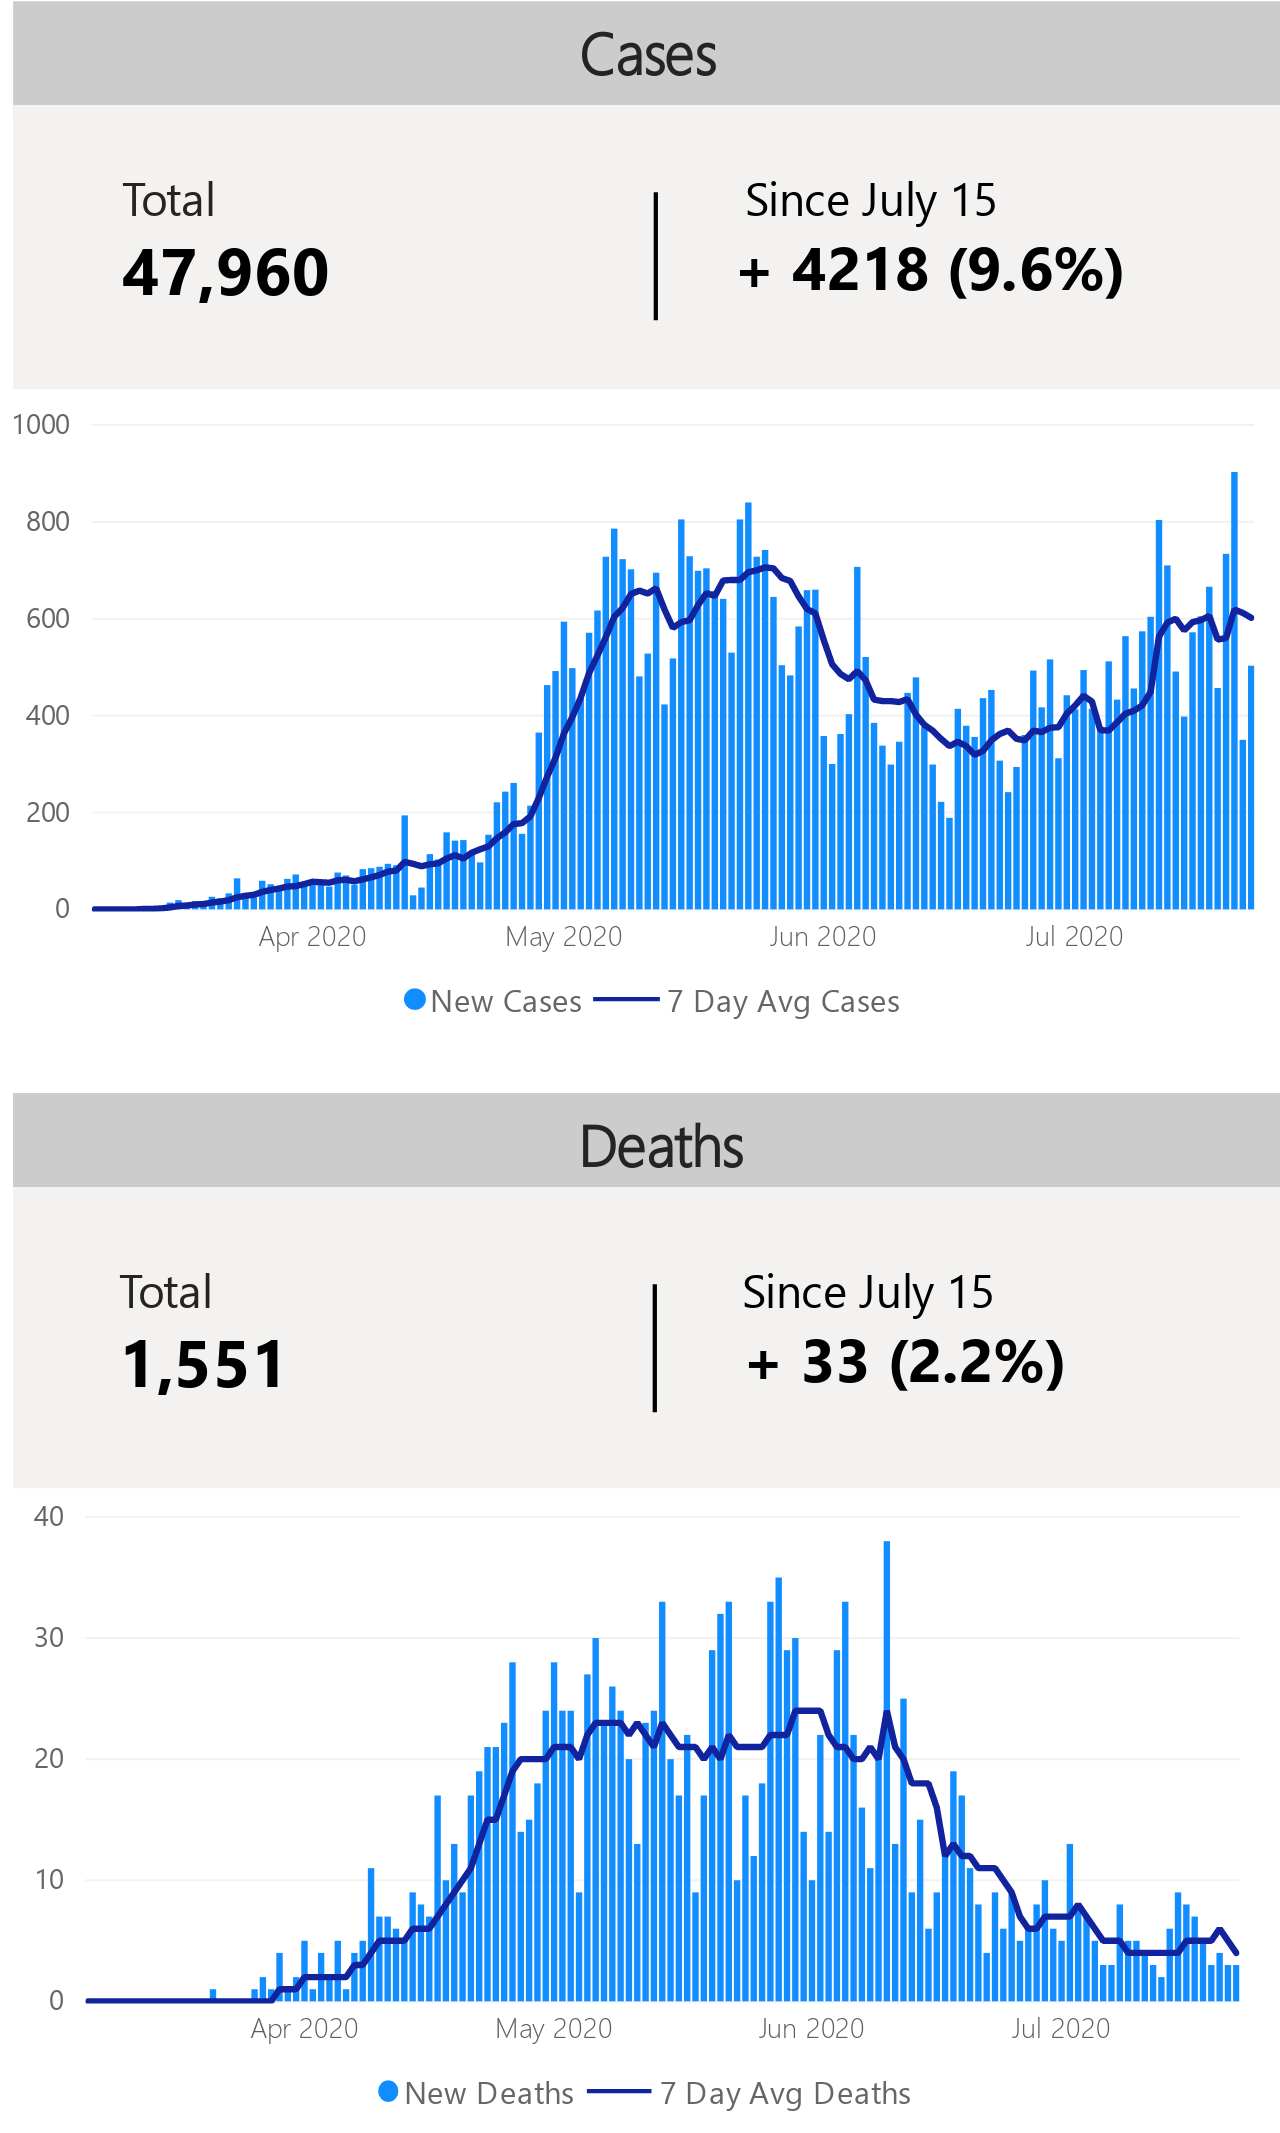 Cases
Total
Since July 15
47,960
+ 4218 (9.6%)
1000
800
600
400
200
0
Apr 2020
May 2020
Jun 2020
Jul 2020
New Cases
7 Day Avg Cases
Deaths
Total
Since July 15
1,551
+ 33 (2.2%)
40
30
20
10
0
Apr 2020
May 2020
Jun 2020
Jul 2020
New Deaths
7 Day Avg Deaths